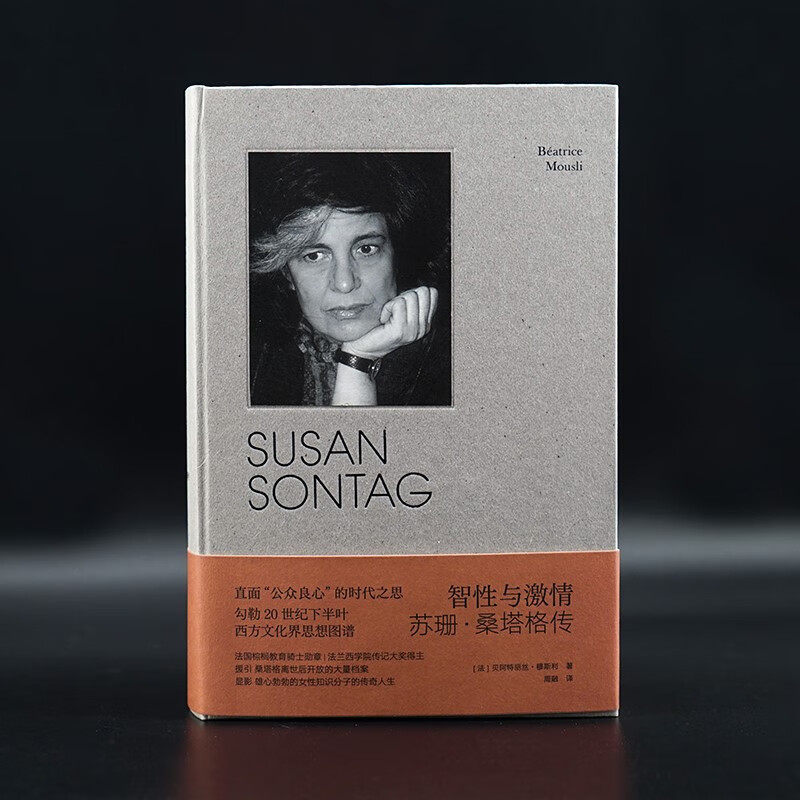 Béatrice
Mousli
SUSAN
SONTAG
直面“公众良心”的时代之思
勾勒20世纪下半叶
西方文化界思想图谱
法国棕榈教育骑士勋章|法兰西学院传记大奖得主
援引 桑塔格离世后开放的大量档案
显影 雄心勃勃的女性知识分子的传奇人生
智性与激情
苏珊·桑塔格传
[法] 贝阿特丽丝·穆斯利 著
周融 译